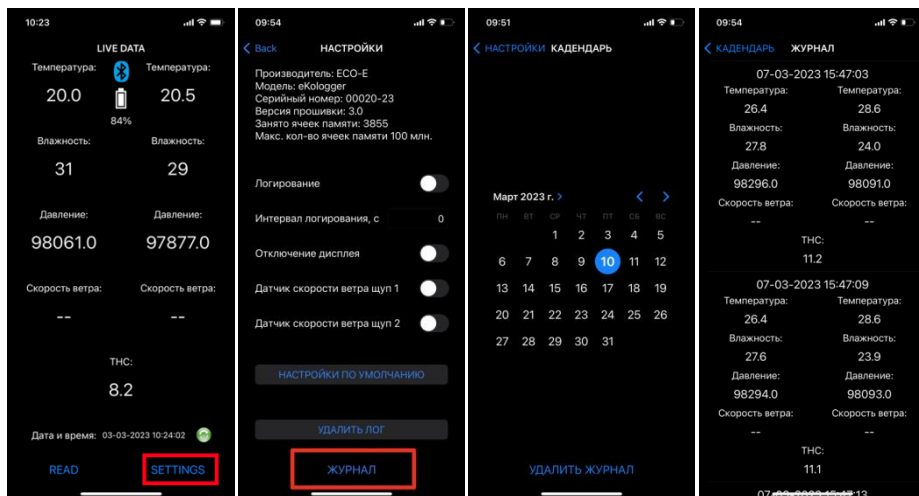 10:23
LIVE DATA
Температура: Температура:
20.0 20.5
84%
Влажность: Влажность:
31 29
Давление: Давление:
98061.0 97877.0
Скорость ветра: Скорость ветра:
-- --
THC:
8.2
Дата и время: 03-03-2023 10:24:02
READ SETTINGS
09:54
Back НАСТРОЙКИ
Производитель: ECO-E
Модель: eKologger
Серийный номер: 00020-23
Версия прошивки: 3.0
Занято ячеек памяти: 3855
Макс. кол-во ячеек памяти 100 млн.
Логирование
Интервал логирования, с 0
Отключение дисплея
Датчик скорости ветра щуп 1
Датчик скорости ветра щуп 2
НАСТРОЙКИ ПО УМОЛЧАНИЮ
УДАЛИТЬ ЛОГ
ЖУРНАЛ
09:51
НАСТРОЙКИ КАДЕНДАРЬ
Март 2023 г.
ПН ВТ СР ЧТ ПТ СБ ВС
1 2 3 4 5
6 7 8 9 10 11 12
13 14 15 16 17 18 19
20 21 22 23 24 25 26
27 28 29 30 31
УДАЛИТЬ ЖУРНАЛ
09:54
КАДЕНДАРЬ ЖУРНАЛ
07-03-2023 15:47:03
Температура: Температура:
26.4 28.6
Влажность: Влажность:
27.8 24.0
Давление: Давление:
98296.0 98091.0
Скорость ветра: Скорость ветра:
-- --
THC:
11.2
07-03-2023 15:47:09
Температура: Температура:
26.4 28.6
Влажность: Влажность:
27.6 23.9
Давление: Давление:
98294.0 98093.0
Скорость ветра: Скорость ветра:
-- --
THC:
11.1
07-03-2023 15:47:13